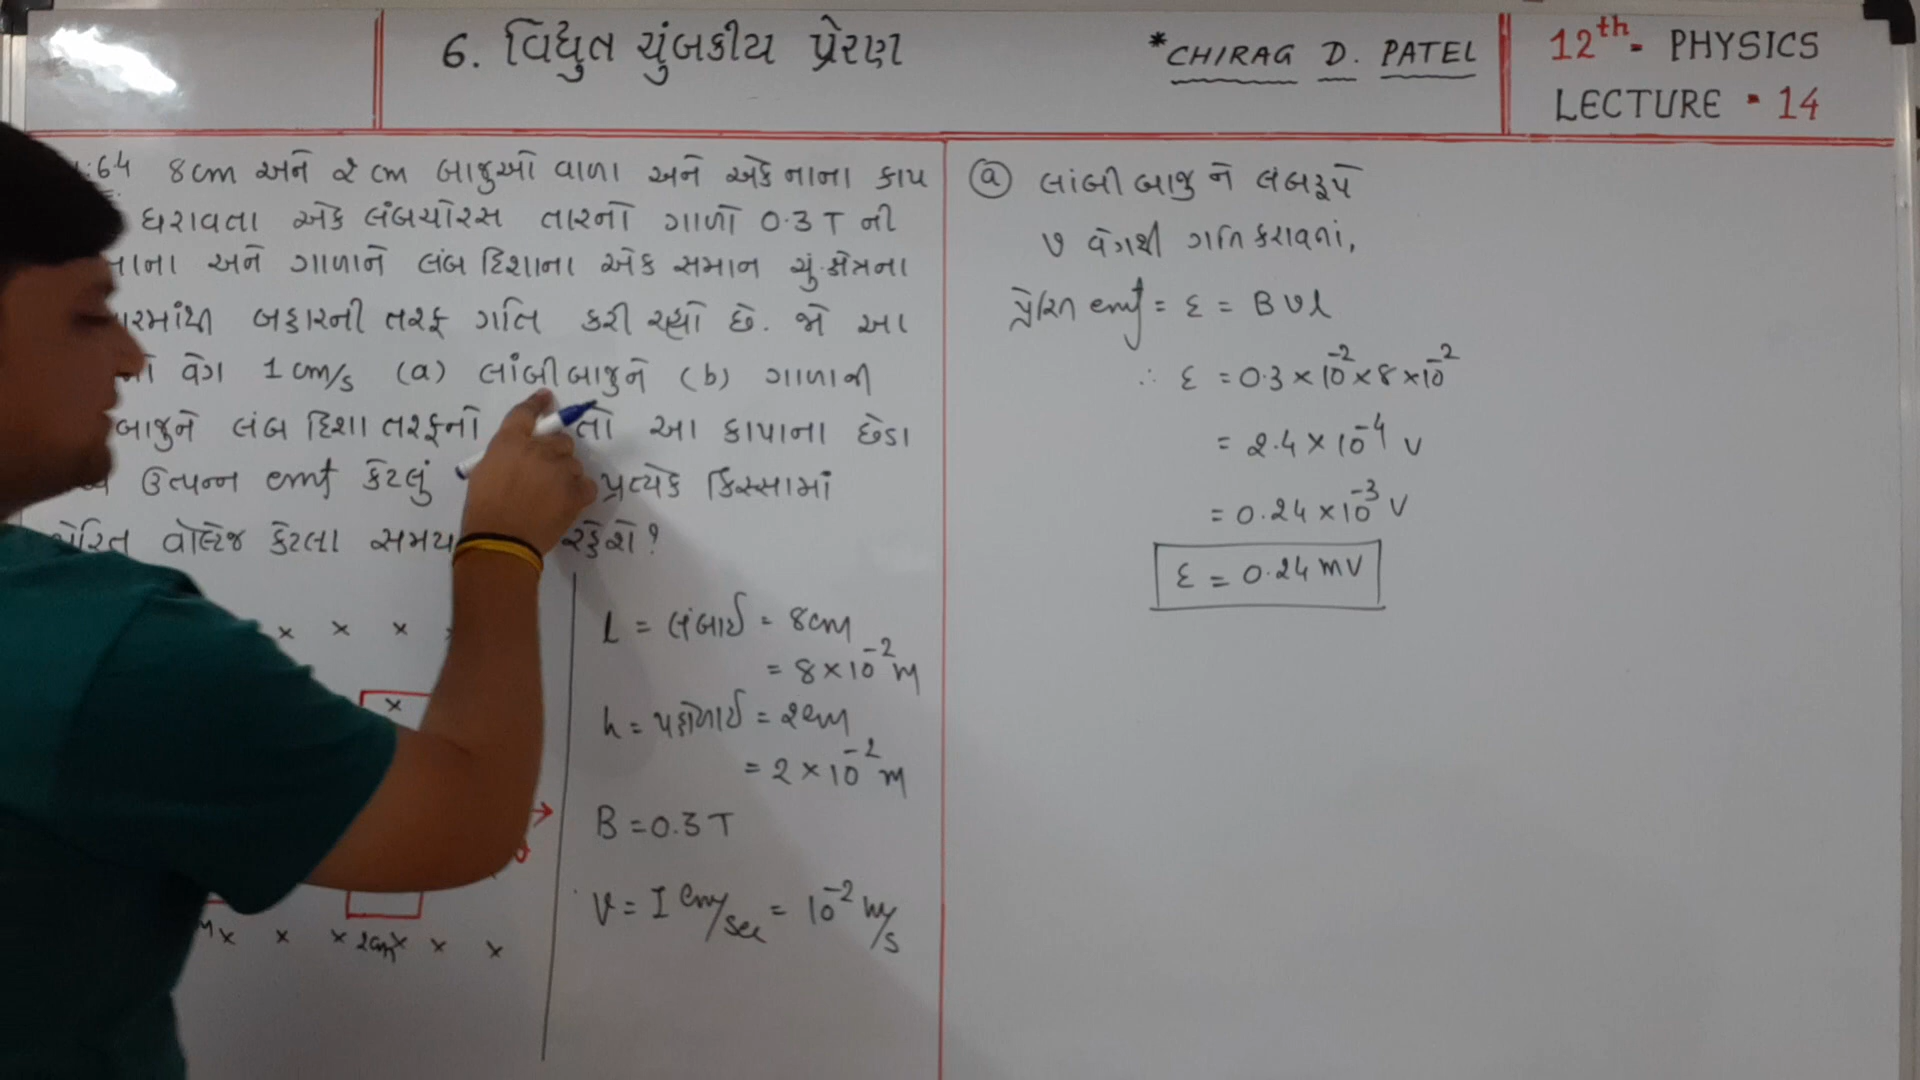 6. વિદ્યુત ચુંબકીય પ્રેરણ
*CHIRAG D. PATEL
12th - PHYSICS
LECTURE - 14
:64 8cm અને 2 cm બાજુઓ વાળા અને એક નાના કાપ
ધરાવતા એક લંબચોરસ તારનો ગાળો 0.3 T ની
અને ગાળાને લંબ દિશાના એક સમાન ચું.ક્ષેત્રના
બહારની તરફ ગતિ કરી રહ્યો છે. જો આ
વેગ 1 cm/s (a) લાંબી બાજુને (b) ગાળાની
બાજુને લંબ દિશા તરફનો તો આ કાપાના છેડા
ઉત્પન્ન emf કેટલું પ્રત્યેક કિસ્સામાં
વોલ્ટેજ કેટલા સમય રહેશે?
x x x
x
x x x 2cm x x x
l = લંબાઈ = 8cm
= 8 × 10^-2 m
h = પહોળાઈ = 2cm
= 2 × 10^-2 m
B = 0.3 T
v = 1 cm/sec = 10^-2 m/s
(a) લાંબી બાજુ ને લંબરૂપે
v વેગથી ગતિ કરાવતાં,
પ્રેરિત emf = ε = B v l
∴ ε = 0.3 × 10^-2 × 8 × 10^-2
= 2.4 × 10^-4 V
= 0.24 × 10^-3 V
ε = 0.24 mV